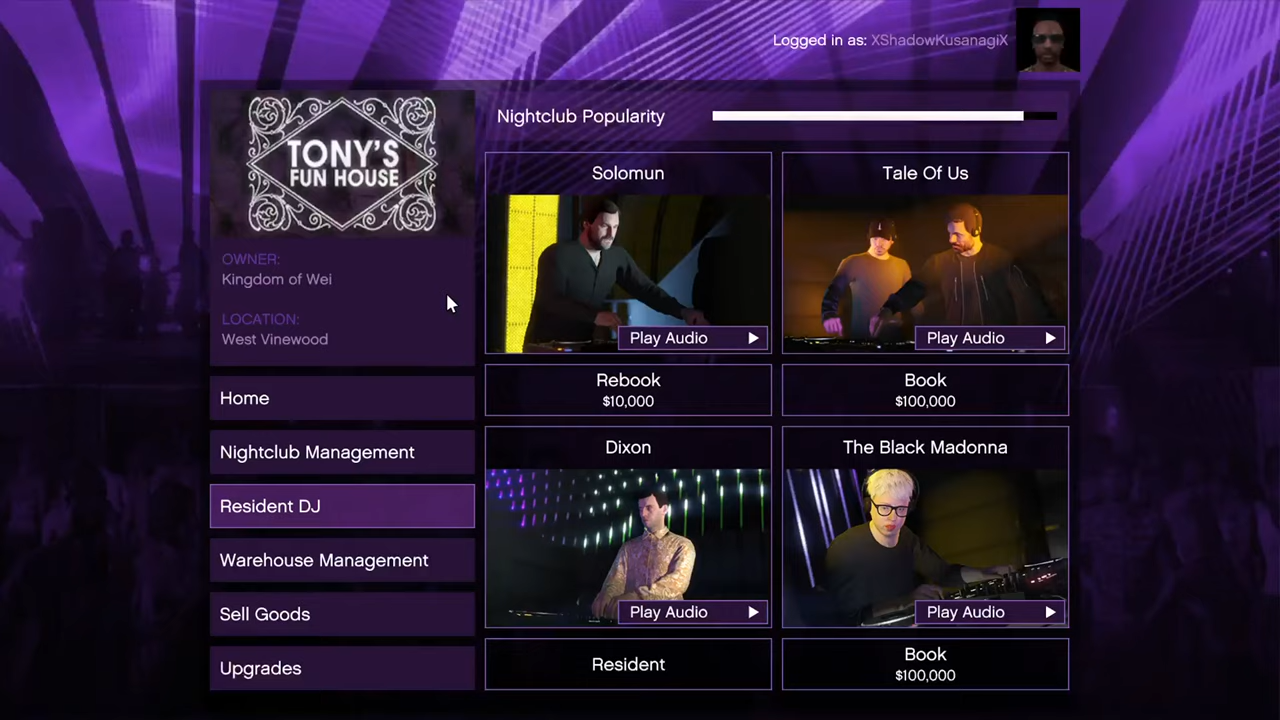 Logged in as: XShadowKusanagiX
TONY'S
FUN HOUSE
OWNER:
Kingdom of Wei
LOCATION:
West Vinewood
Home
Nightclub Management
Resident DJ
Warehouse Management
Sell Goods
Upgrades
Nightclub Popularity
Solomun
Play Audio
Rebook
$10,000
Tale Of Us
Play Audio
Book
$100,000
Dixon
Play Audio
Resident
The Black Madonna
Play Audio
Book
$100,000